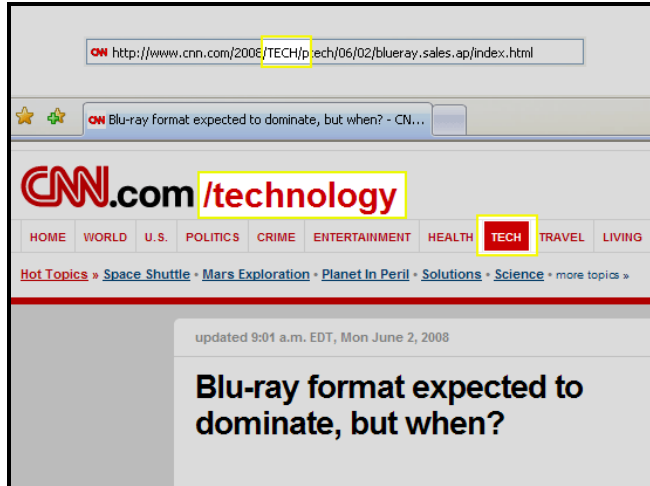 CNN http://www.cnn.com/2008/TECH/ptech/06/02/blueray.sales.ap/index.html
CNN Blu-ray format expected to dominate, but when? - CN...
CNN.com /technology
HOME WORLD U.S. POLITICS CRIME ENTERTAINMENT HEALTH TECH TRAVEL LIVING
Hot Topics » Space Shuttle • Mars Exploration • Planet In Peril • Solutions • Science • more topics »
updated 9:01 a.m. EDT, Mon June 2, 2008
Blu-ray format expected to
dominate, but when?